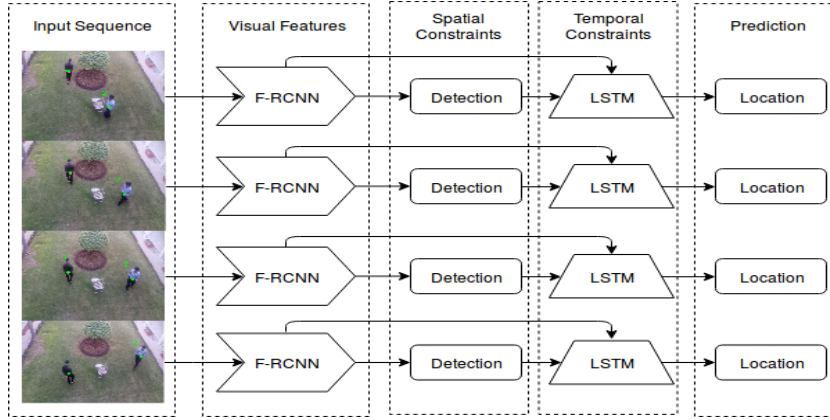 Input Sequence
Visual Features
Spatial
Constraints
Temporal
Constraints
Prediction
F-RCNN
Detection
LSTM
Location
F-RCNN
Detection
LSTM
Location
F-RCNN
Detection
LSTM
Location
F-RCNN
Detection
LSTM
Location